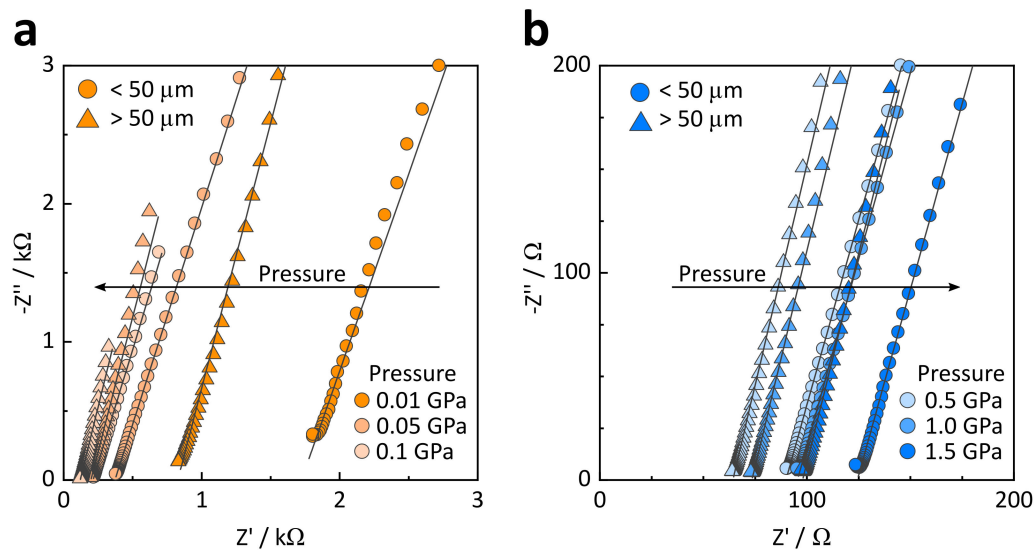 a
-Z'' / kΩ
3
2
1
0
< 50 μm
> 50 μm
Pressure
Pressure
0.01 GPa
0.05 GPa
0.1 GPa
0 1 2 3
Z' / kΩ
b
-Z'' / Ω
200
100
0
< 50 μm
> 50 μm
Pressure
Pressure
0.5 GPa
1.0 GPa
1.5 GPa
0 100 200
Z' / Ω